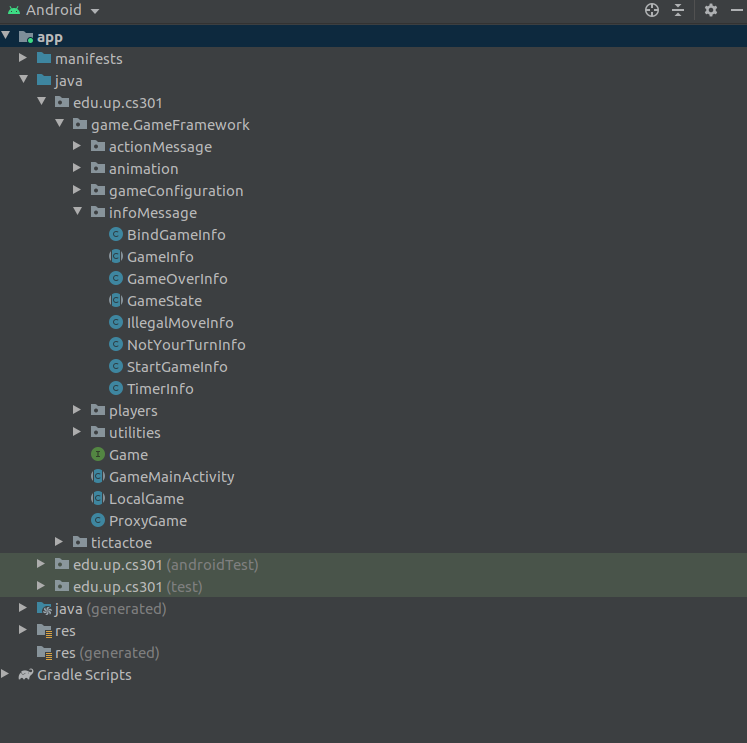 Android
app
manifests
java
edu.up.cs301
game.GameFramework
actionMessage
animation
gameConfiguration
infoMessage
BindGameInfo
GameInfo
GameOverInfo
GameState
IllegalMoveInfo
NotYourTurnInfo
StartGameInfo
TimerInfo
players
utilities
Game
GameMainActivity
LocalGame
ProxyGame
tictactoe
edu.up.cs301 (androidTest)
edu.up.cs301 (test)
java (generated)
res
res (generated)
Gradle Scripts